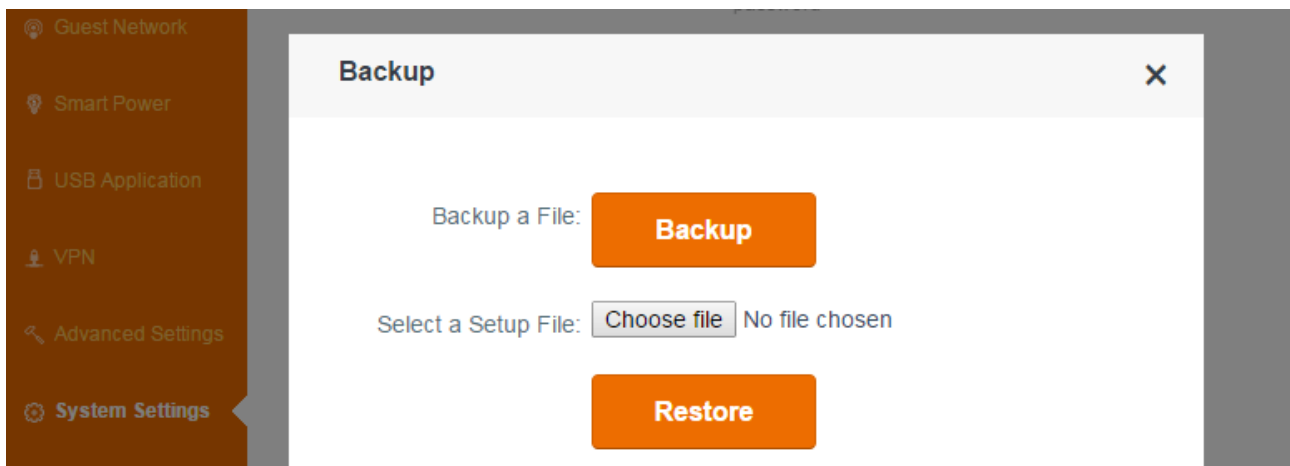 Guest Network
Smart Power
USB Application
VPN
Advanced Settings
System Settings
Backup
Backup a File:
Backup
Select a Setup File:
Choose file
No file chosen
Restore